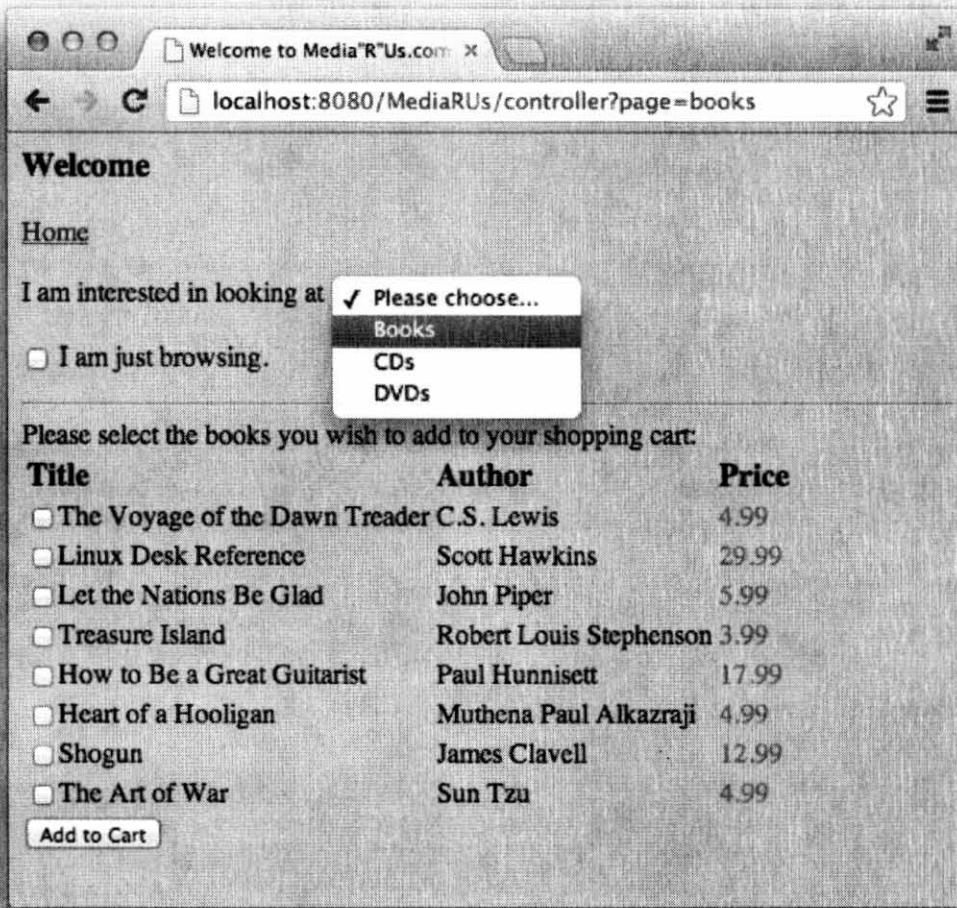 Welcome to Media"R"Us.com ×
localhost:8080/MediaRUs/controller?page=books
Welcome
Home
I am interested in looking at ✓ Please choose...
Books
I am just browsing.
CDs
DVDs
Please select the books you wish to add to your shopping cart:
Title Author Price
The Voyage of the Dawn Treader C.S. Lewis 4.99
Linux Desk Reference Scott Hawkins 29.99
Let the Nations Be Glad John Piper 5.99
Treasure Island Robert Louis Stephenson 3.99
How to Be a Great Guitarist Paul Hunnisett 17.99
Heart of a Hooligan Muthena Paul Alkazraji 4.99
Shogun James Clavell 12.99
The Art of War Sun Tzu 4.99
Add to Cart